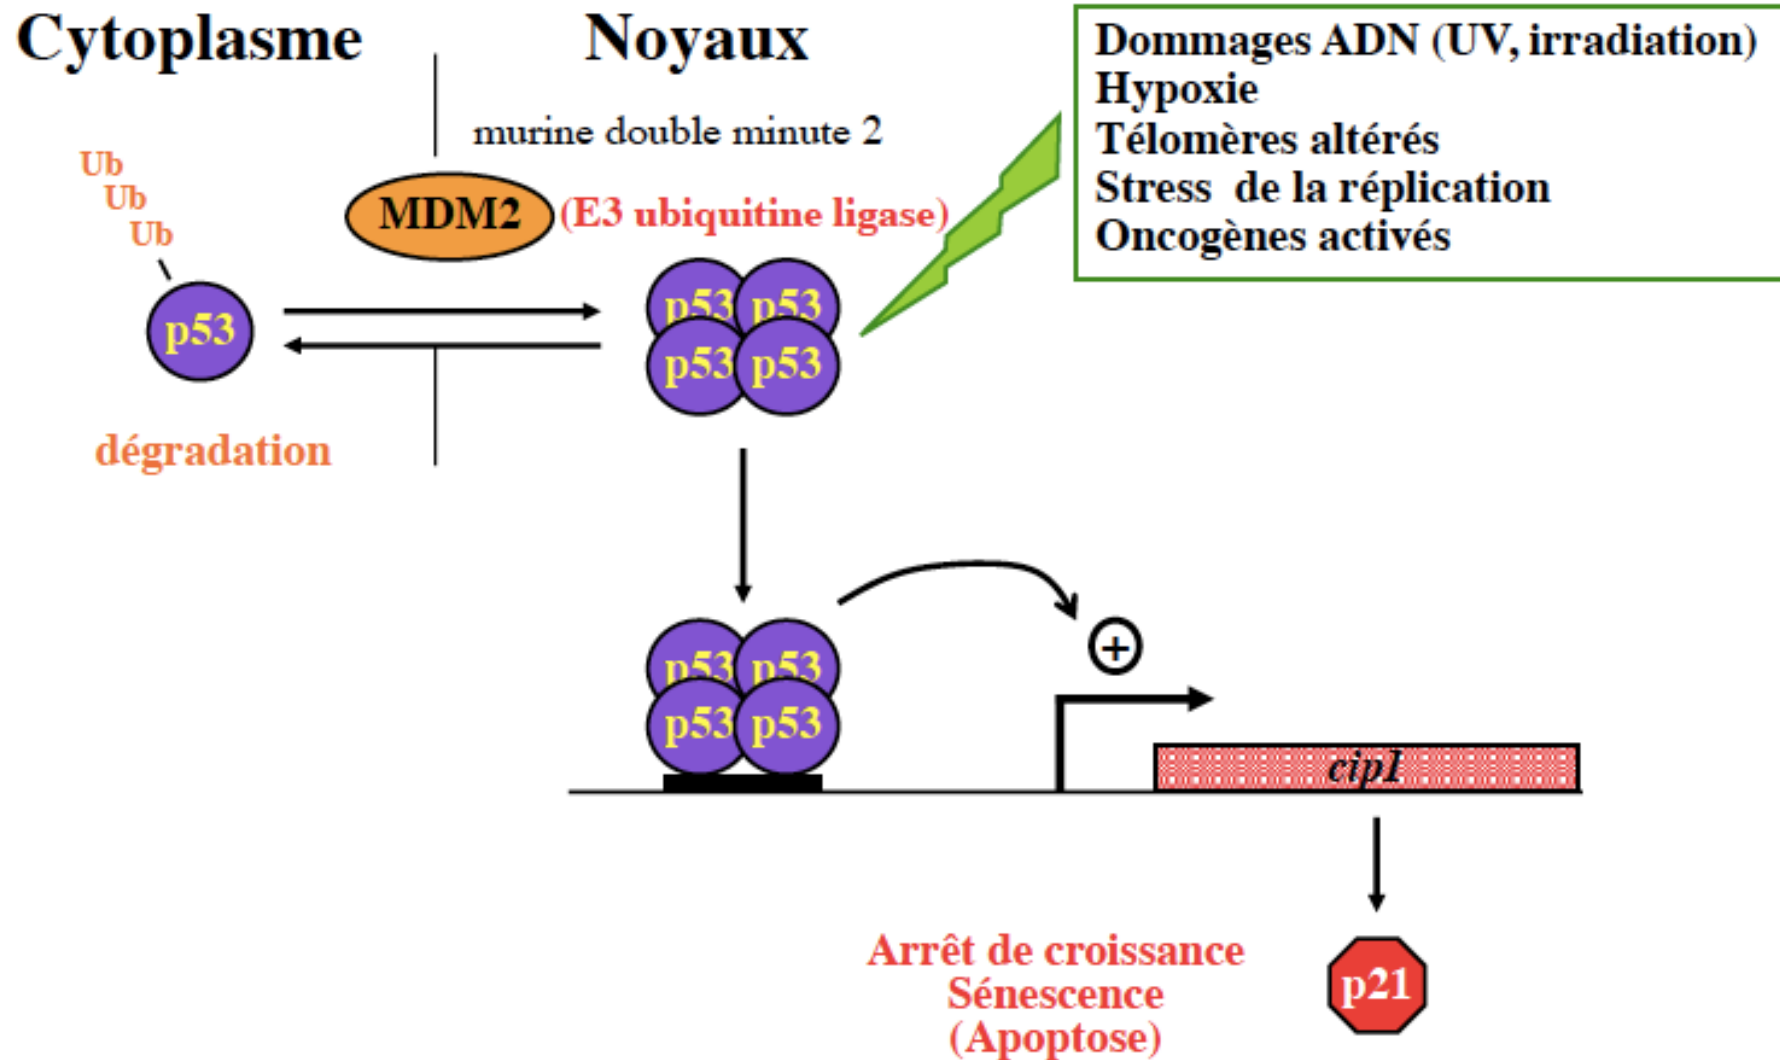 Cytoplasme
Noyaux
Dommages ADN (UV, irradiation)
Hypoxie
Télomères altérés
Stress de la réplication
Oncogènes activés
murine double minute 2
Ub
Ub
Ub
MDM2
(E3 ubiquitine ligase)
p53
p53
p53
p53
p53
dégradation
p53
p53
p53
p53
+
cip1
Arrêt de croissance
Sénescence
(Apoptose)
p21